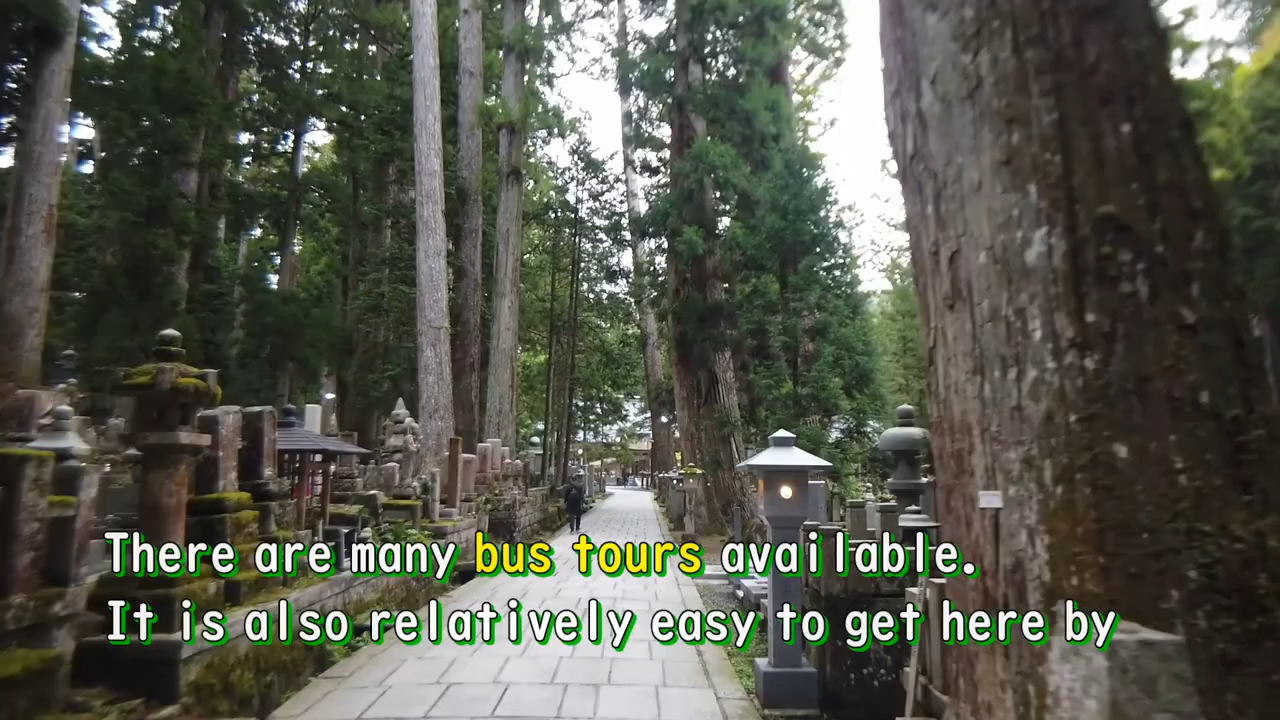 There are many bus tours available.
It is also relatively easy to get here by